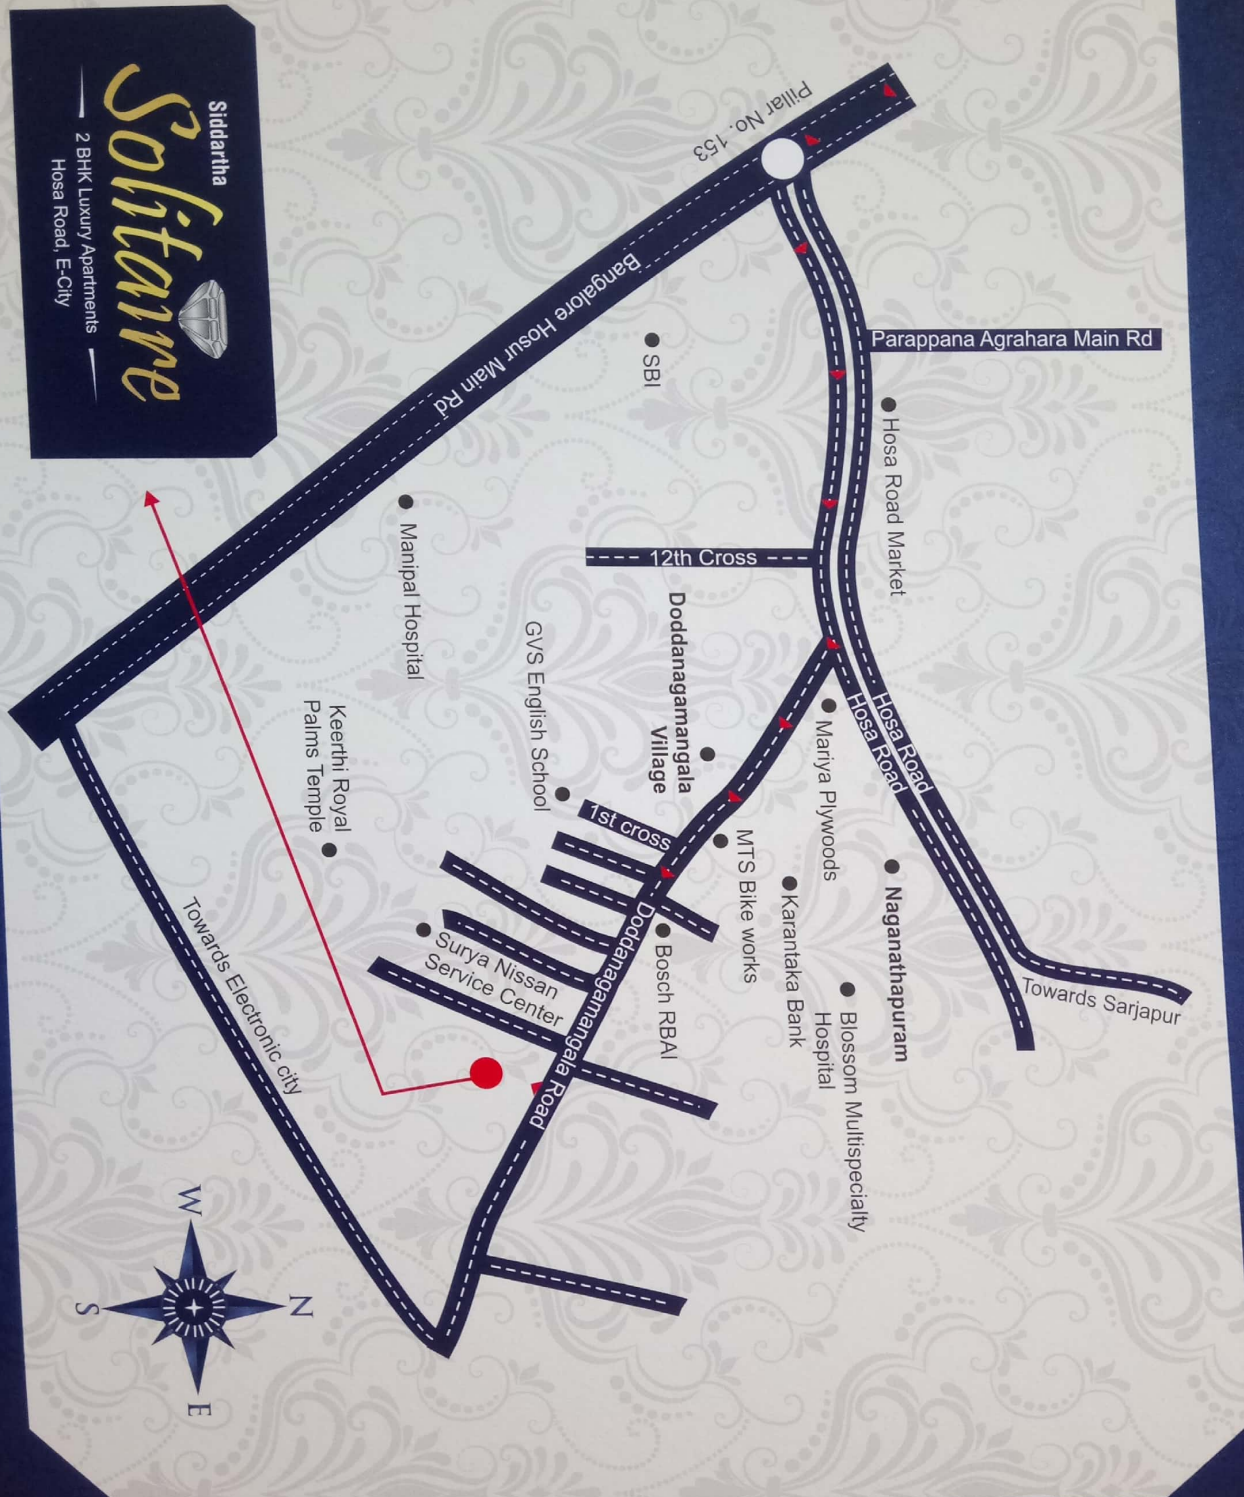 Siddartha
Solitare
2 BHK Luxury Apartments
Hosa Road, E-City
Pillar No. 153
Bangalore Hosur Main Rd
Parappana Agrahara Main Rd
SBI
Hosa Road Market
Manipal Hospital
12th Cross
Doddanagamangala
Village
GVS English School
Hosa Road
Hosa Road
Mariya Plywoods
Keerthi Royal
Palms Temple
1st cross
MTS Bike works
Naganathapuram
Karantaka Bank
Blossom Multispecialty
Hospital
Towards Sarjapur
Bosch RBAI
Surya Nissan
Service Center
Doddanagamangala Road
Towards Electronic city
N
W
E
S